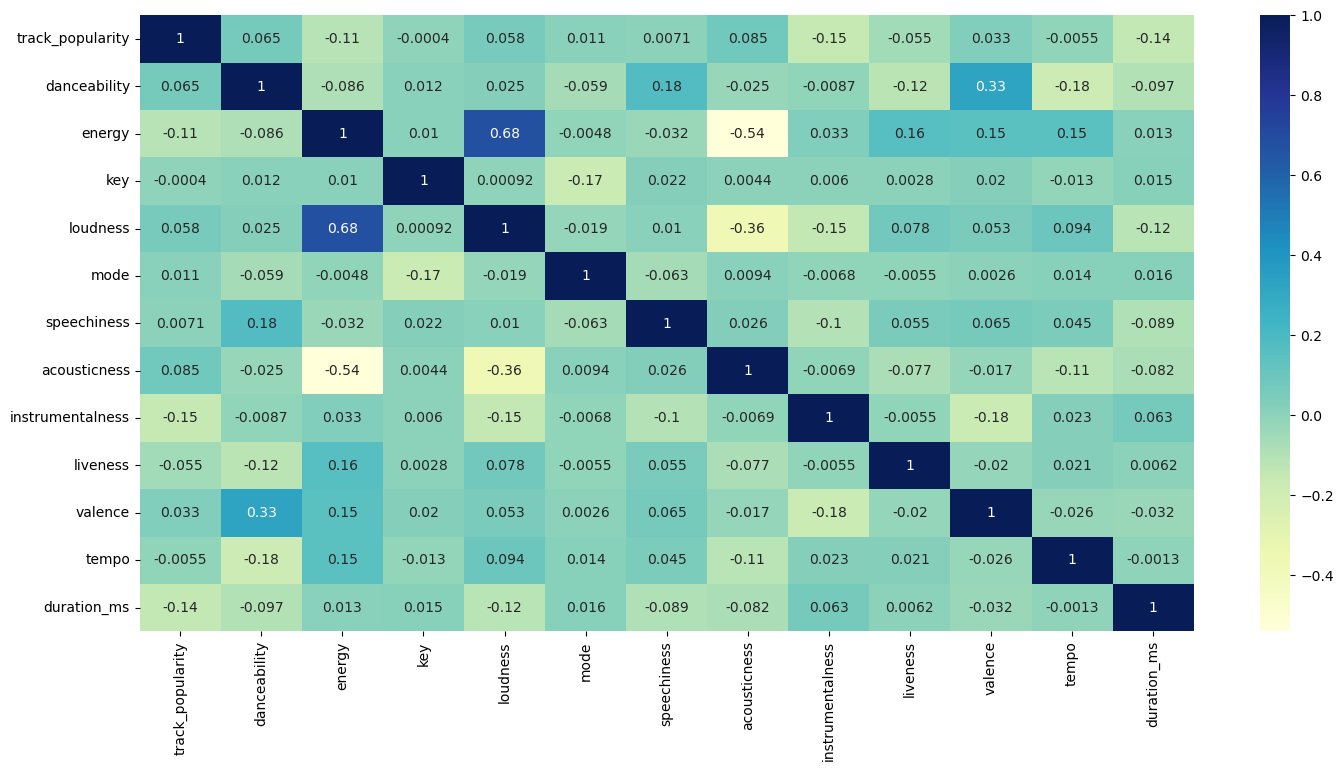 track_popularity 1 0.065 -0.11 -0.0004 0.058 0.011 0.0071 0.085 -0.15 -0.055 0.033 -0.0055 -0.14
danceability 0.065 1 -0.086 0.012 0.025 -0.059 0.18 -0.025 -0.0087 -0.12 0.33 -0.18 -0.097
energy -0.11 -0.086 1 0.01 0.68 -0.0048 -0.032 -0.54 0.033 0.16 0.15 0.15 0.013
key -0.0004 0.012 0.01 1 0.00092 -0.17 0.022 0.0044 0.006 0.0028 0.02 -0.013 0.015
loudness 0.058 0.025 0.68 0.00092 1 -0.019 0.01 -0.36 -0.15 0.078 0.053 0.094 -0.12
mode 0.011 -0.059 -0.0048 -0.17 -0.019 1 -0.063 0.0094 -0.0068 -0.0055 0.0026 0.014 0.016
speechiness 0.0071 0.18 -0.032 0.022 0.01 -0.063 1 0.026 -0.1 0.055 0.065 0.045 -0.089
acousticness 0.085 -0.025 -0.54 0.0044 -0.36 0.0094 0.026 1 -0.0069 -0.077 -0.017 -0.11 -0.082
instrumentalness -0.15 -0.0087 0.033 0.006 -0.15 -0.0068 -0.1 -0.0069 1 -0.0055 -0.18 0.023 0.063
liveness -0.055 -0.12 0.16 0.0028 0.078 -0.0055 0.055 -0.077 -0.0055 1 -0.02 0.021 0.0062
valence 0.033 0.33 0.15 0.02 0.053 0.0026 0.065 -0.017 -0.18 -0.02 1 -0.026 -0.032
tempo -0.0055 -0.18 0.15 -0.013 0.094 0.014 0.045 -0.11 0.023 0.021 -0.026 1 -0.0013
duration_ms -0.14 -0.097 0.013 0.015 -0.12 0.016 -0.089 -0.082 0.063 0.0062 -0.032 -0.0013 1
track_popularity
danceability
energy
key
loudness
mode
speechiness
acousticness
instrumentalness
liveness
valence
tempo
duration_ms
1.0
0.8
0.6
0.4
0.2
0.0
−0.2
−0.4